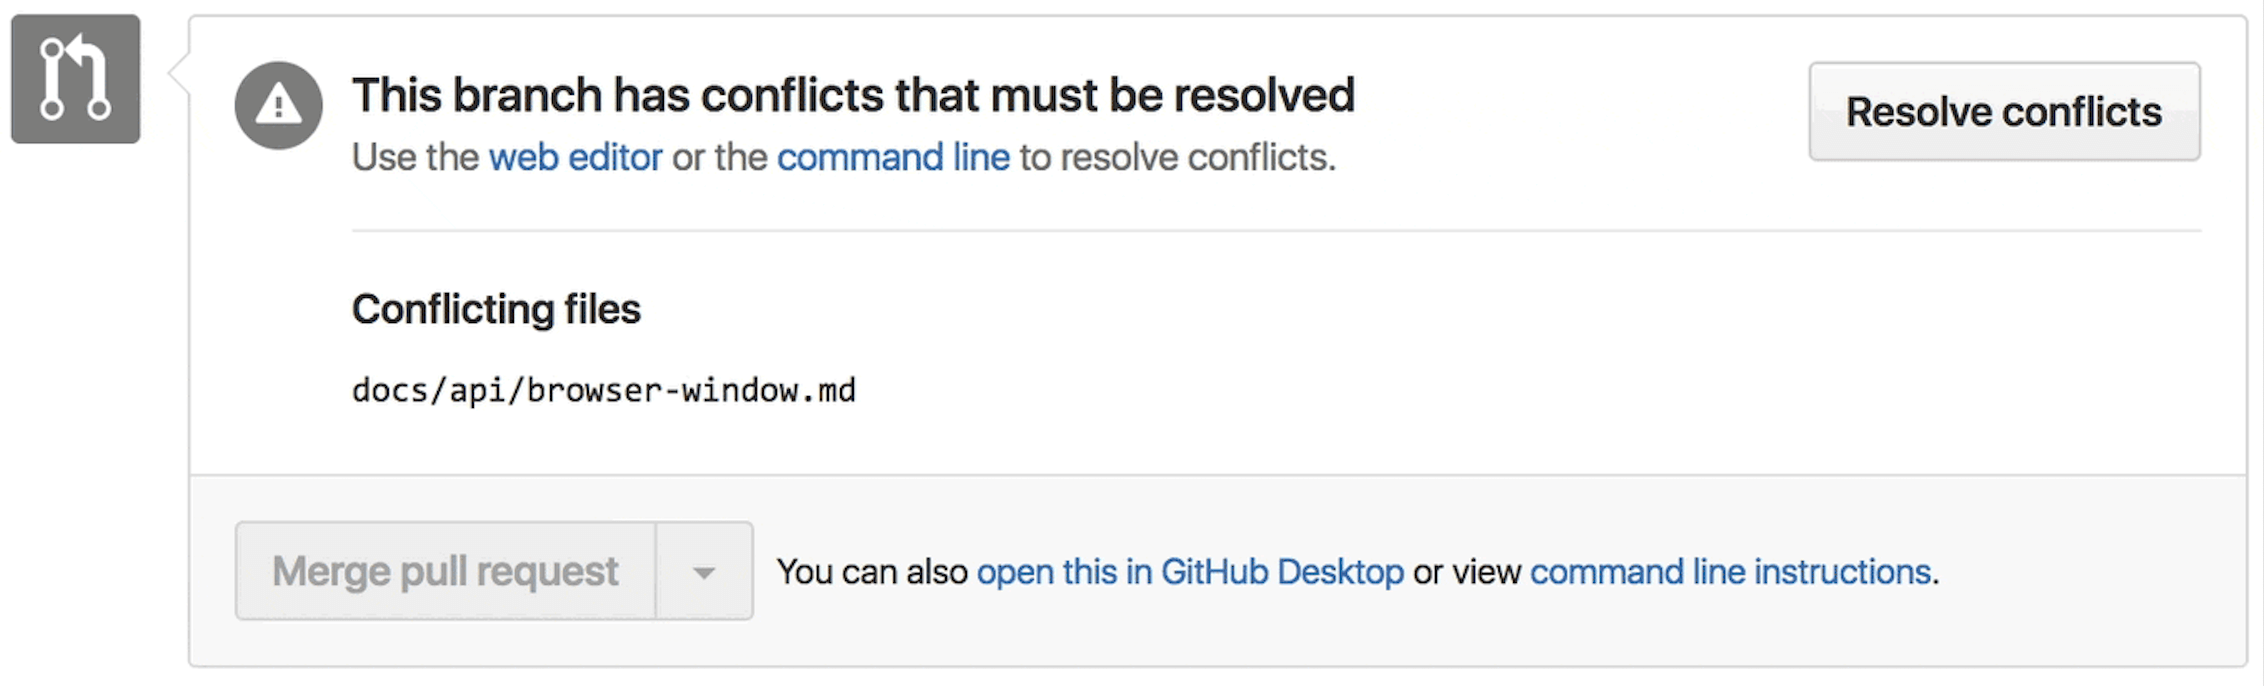 This branch has conflicts that must be resolved
Resolve conflicts
Use the web editor or the command line to resolve conflicts.
Conflicting files
docs/api/browser-window.md
Merge pull request
You can also open this in GitHub Desktop or view command line instructions.